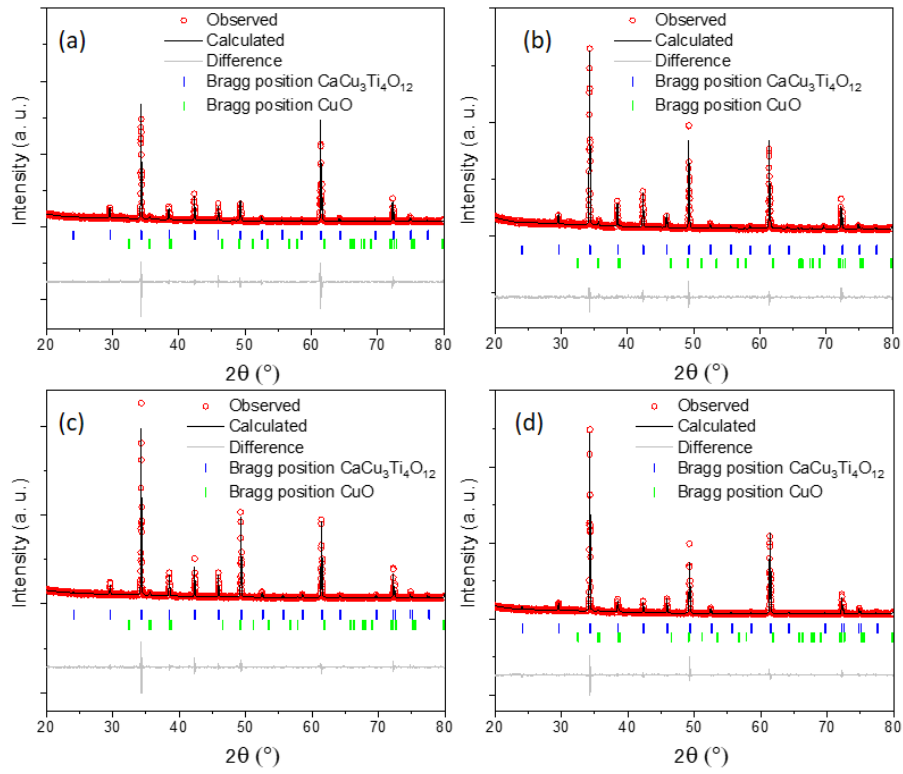 (a)
Observed
Calculated
Difference
Bragg position CaCu₃Ti₄O₁₂
Bragg position CuO
Intensity (a. u.)
20 30 40 50 60 70 80
2θ (°)
(b)
Observed
Calculated
Difference
Bragg position CaCu₃Ti₄O₁₂
Bragg position CuO
Intensity (a. u.)
20 30 40 50 60 70 80
2θ (°)
(c)
Observed
Calculated
Difference
Bragg position CaCu₃Ti₄O₁₂
Bragg position CuO
Intensity (a. u.)
20 30 40 50 60 70 80
2θ (°)
(d)
Observed
Calculated
Difference
Bragg position CaCu₃Ti₄O₁₂
Bragg position CuO
Intensity (a. u.)
20 30 40 50 60 70 80
2θ (°)